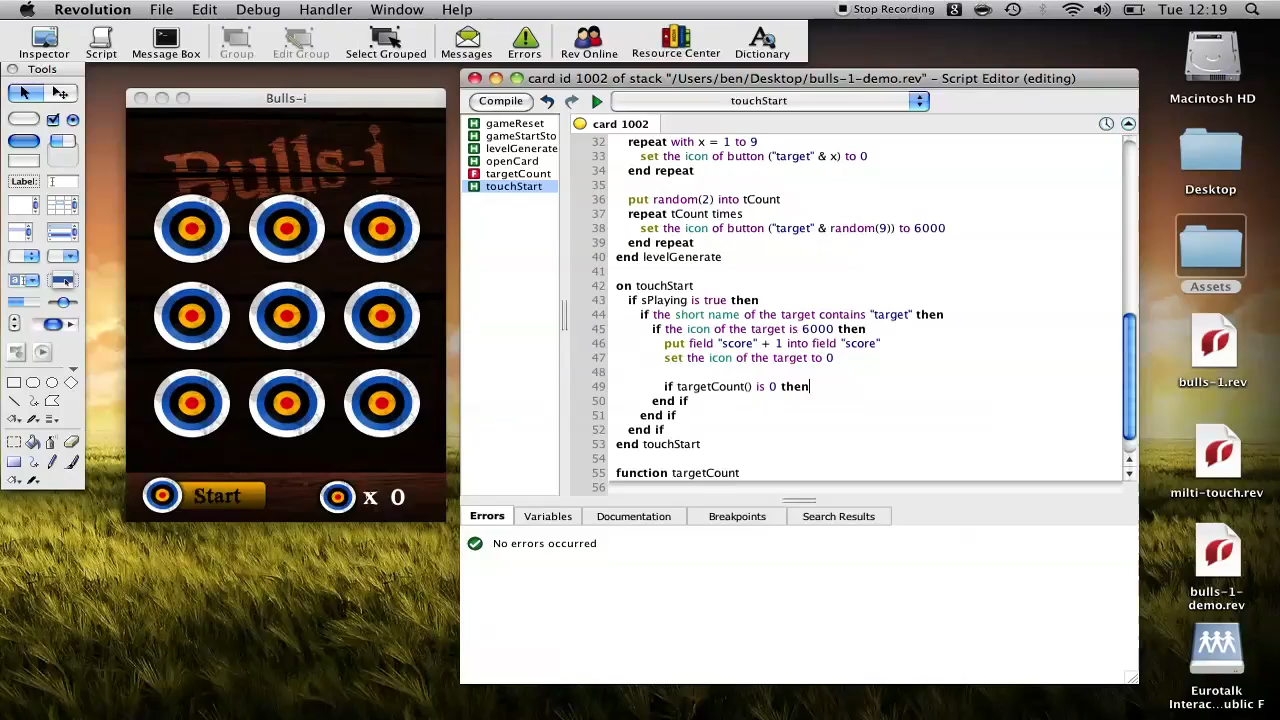 Revolution File Edit Debug Handler Window Help Stop Recording Tue 12:19
Inspector Script Message Box Group Edit Group Select Grouped Messages Errors Rev Online Resource Center Dictionary
Tools
Label:
Bulls-i
Bulls-i
Start
x 0
card id 1002 of stack "/Users/ben/Desktop/bulls-1-demo.rev" – Script Editor (editing)
Compile touchStart
card 1002
gameReset
gameStartSto
levelGenerate
openCard
targetCount
touchStart
32 repeat with x = 1 to 9
33 set the icon of button ("target" & x) to 0
34 end repeat
35
36 put random(2) into tCount
37 repeat tCount times
38 set the icon of button ("target" & random(9)) to 6000
39 end repeat
40 end levelGenerate
41
42 on touchStart
43 if sPlaying is true then
44 if the short name of the target contains "target" then
45 if the icon of the target is 6000 then
46 put field "score" + 1 into field "score"
47 set the icon of the target to 0
48
49 if targetCount() is 0 then
50 end if
51 end if
52 end if
53 end touchStart
54
55 function targetCount
56
Errors Variables Documentation Breakpoints Search Results
No errors occurred
Macintosh HD
Desktop
Assets
bulls-1.rev
milti-touch.rev
bulls-1-
demo.rev
Eurotalk
Interac...ublic F